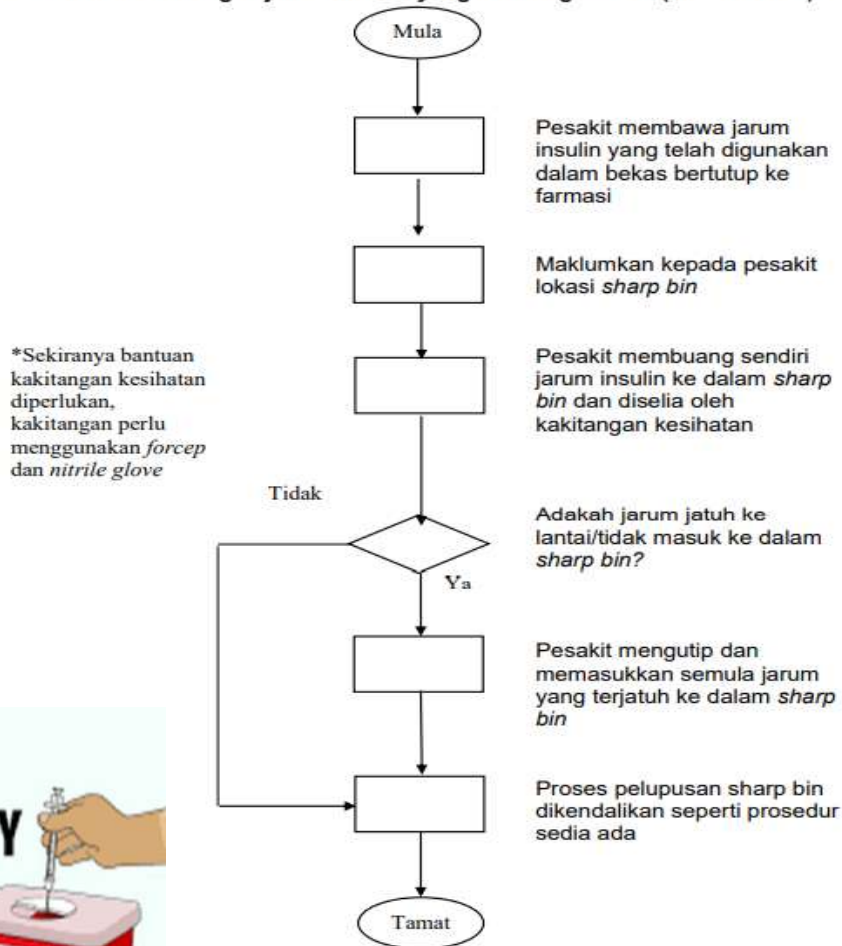 Mula
Pesakit membawa jarum
insulin yang telah digunakan
dalam bekas bertutup ke
farmasi
Maklumkan kepada pesakit
lokasi sharp bin
*Sekiranya bantuan
kakitangan kesihatan
diperlukan,
kakitangan perlu
menggunakan forcep
dan nitrile glove
Pesakit membuang sendiri
jarum insulin ke dalam sharp
bin dan diselia oleh
kakitangan kesihatan
Tidak
Adakah jarum jatuh ke
lantai/tidak masuk ke dalam
sharp bin?
Ya
Pesakit mengutip dan
memasukkan semula jarum
yang terjatuh ke dalam sharp
bin
Proses pelupusan sharp bin
dikendalikan seperti prosedur
sedia ada
Y
Tamat